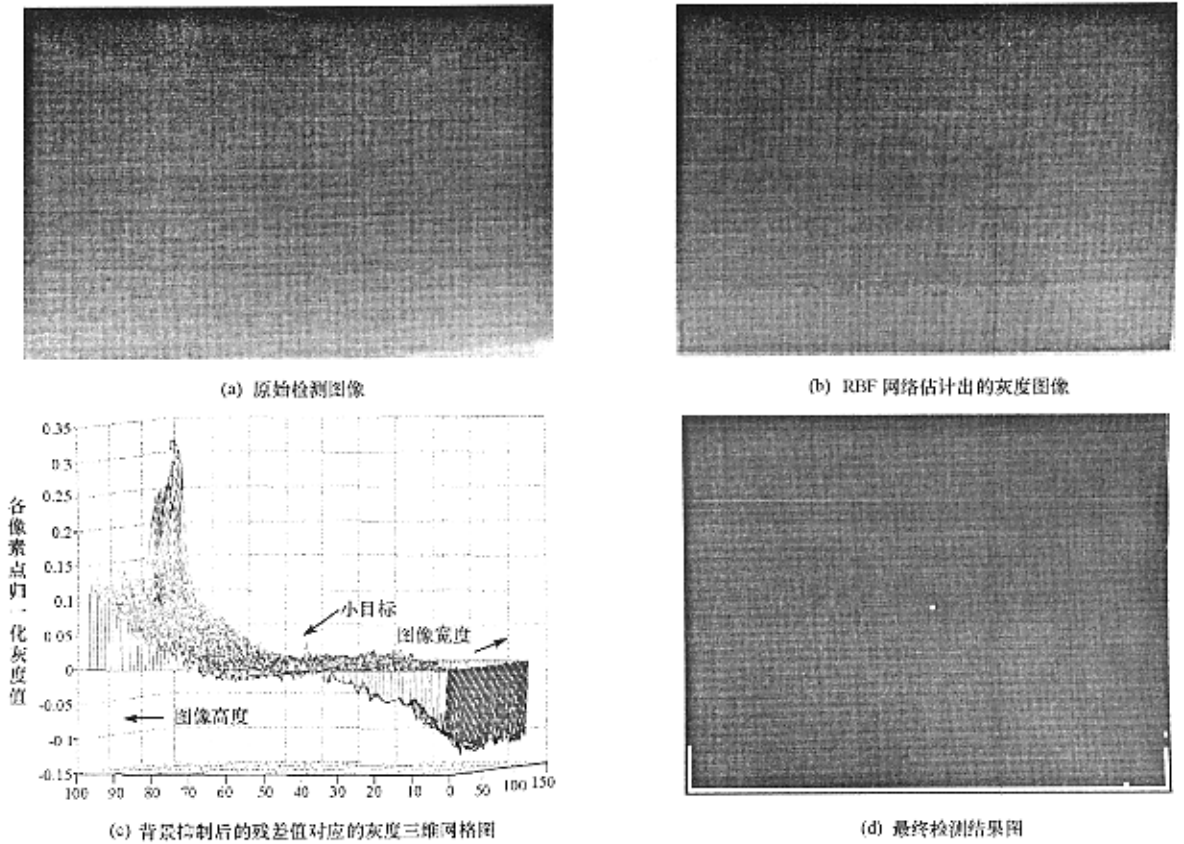 (a) 原始检测图像
(b) RBF 网络估计出的灰度图像
0.35
0.3
0.25
0.2
0.15
0.1
0.05
0
-0.05
-0.1
-0.15
各像素点归一化灰度值
小目标
图像宽度
图像高度
100 90 80 70 60 50 40 30 20 10 0 50 100 150
(c) 背景抑制后的残差值对应的灰度三维网格图
(d) 最终检测结果图